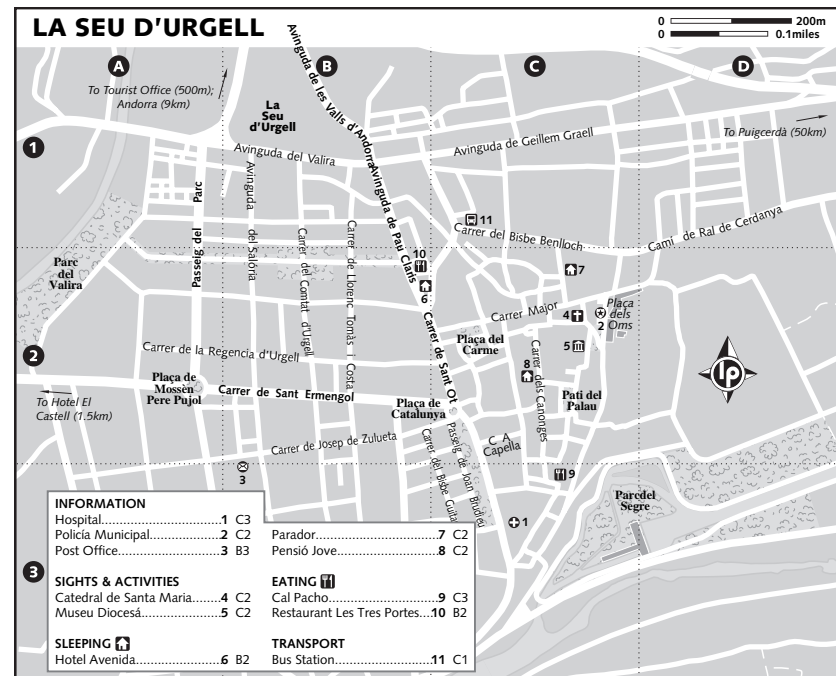 LA SEU D'URGELL
0 200m
0 0.1miles
A
B
C
D
Avinguda de les Valls d'Andorra
To Tourist Office (500m);
Andorra (9km)
La
Seu
d'Urgell
To Puigcerdà (50km)
1
Avinguda del Valira
Avinguda de Geillem Graell
Avinguda de Pau Claris
Passeig del Parc
Avinguda del Salòria
11
Carrer del Bisbe Benlloch
Camí de Ral de Cerdanya
Carrer del Comtat d'Urgell
Carrer de Llorenc Tomàs i Costa
10
7
6
Parc
del
Valira
Carrer Major
4
2
Plaça
dels
Oms
2
Plaça del
Carme
5
Carrer de la Regencia d'Urgell
Carrer de Sant Ot
8
Carrer dels Canonges
lp
Plaça de
Mossèn
Pere Pujol
Carrer de Sant Ermengol
Plaça de
Catalunya
Pati del
Palau
To Hotel El
Castell (1.5km)
Carrer de Josep de Zulueta
Carrer del Bisbe Guitar
Passeig de Joan Brudieu
C A
Capella
3
9
Parcdel
Segre
1
3
INFORMATION
Hospital 1 C3
Policía Municipal 2 C2
Post Office 3 B3
SIGHTS & ACTIVITIES
Catedral de Santa Maria 4 C2
Museu Diocesá 5 C2
SLEEPING
Hotel Avenida 6 B2
Parador 7 C2
Pensió Jove 8 C2
EATING
Cal Pacho 9 C3
Restaurant Les Tres Portes 10 B2
TRANSPORT
Bus Station 11 C1